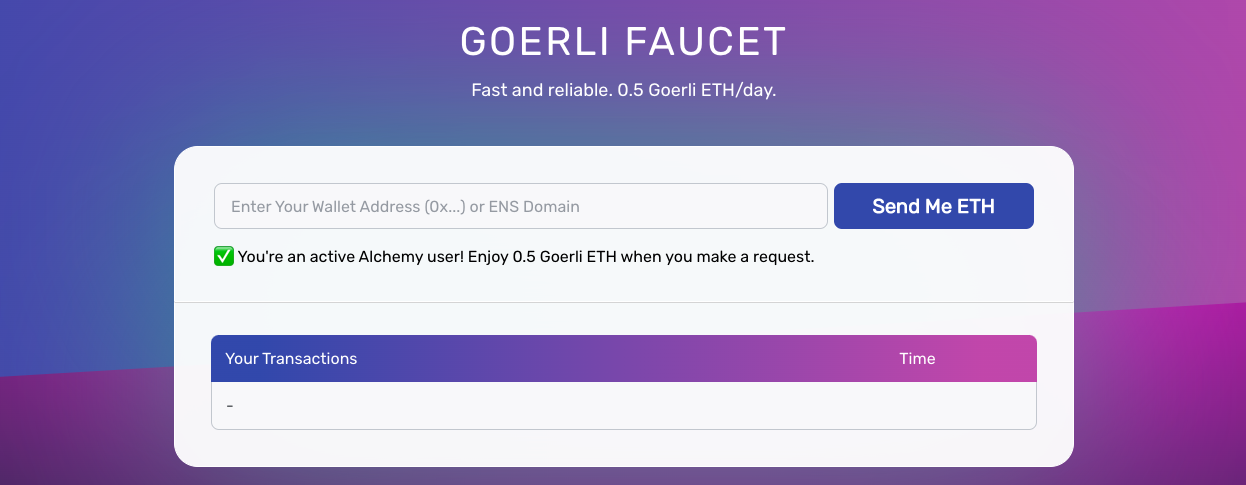 GOERLI FAUCET
Fast and reliable. 0.5 Goerli ETH/day.
Enter Your Wallet Address (0x...) or ENS Domain
Send Me ETH
✅ You're an active Alchemy user! Enjoy 0.5 Goerli ETH when you make a request.
Your Transactions
Time
-